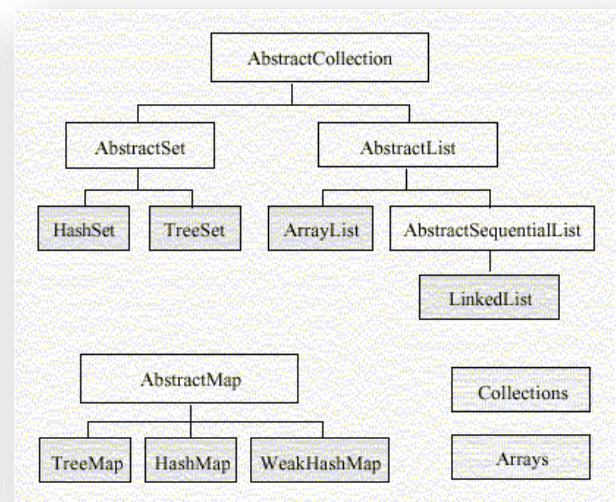 AbstractCollection
AbstractSet
AbstractList
HashSet
TreeSet
ArrayList
AbstractSequentialList
LinkedList
AbstractMap
Collections
TreeMap
HashMap
WeakHashMap
Arrays